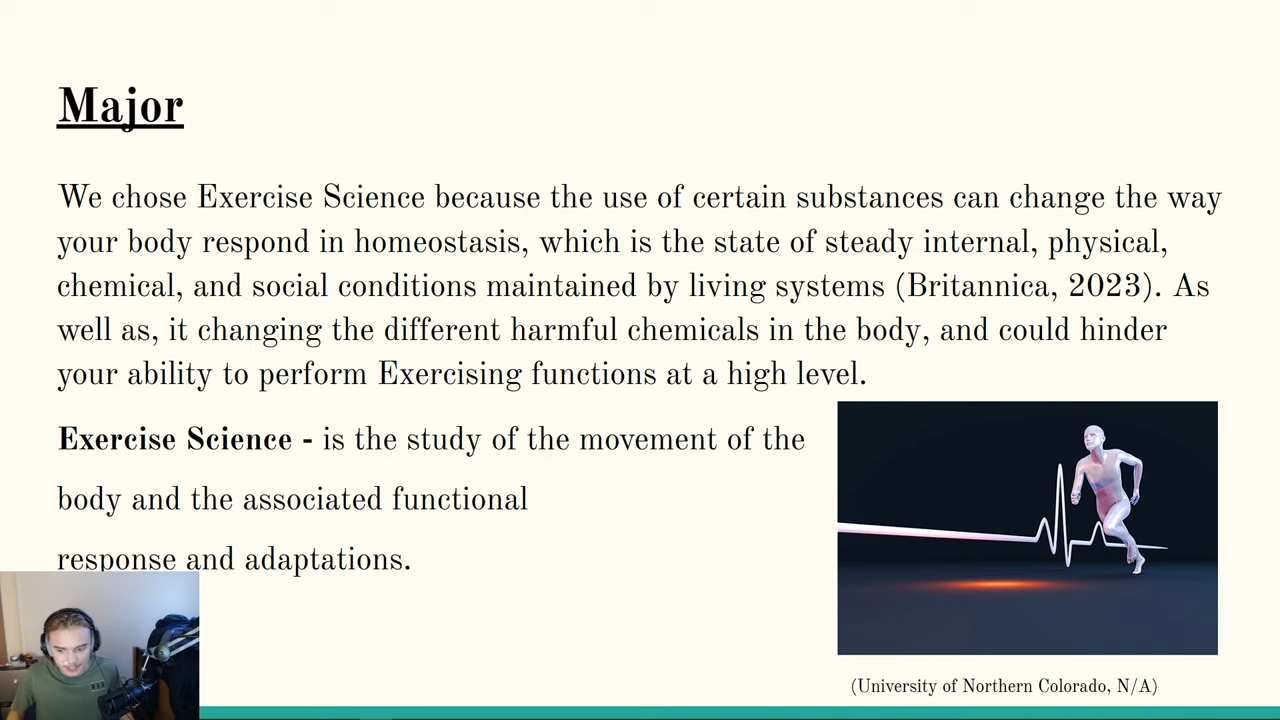 Major
We chose Exercise Science because the use of certain substances can change the way
your body respond in homeostasis, which is the state of steady internal, physical,
chemical, and social conditions maintained by living systems (Britannica, 2023). As
well as, it changing the different harmful chemicals in the body, and could hinder
your ability to perform Exercising functions at a high level.
Exercise Science - is the study of the movement of the
body and the associated functional
response and adaptations.
(University of Northern Colorado, N/A)